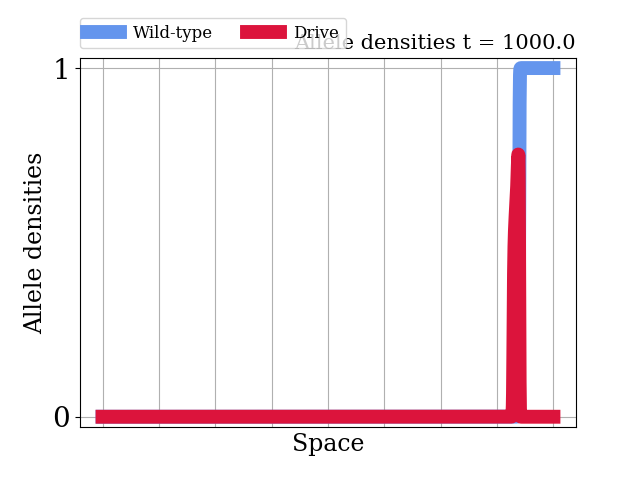 Wild-type Drive
Allele densities t = 1000.0
1
Allele densities
0
Space